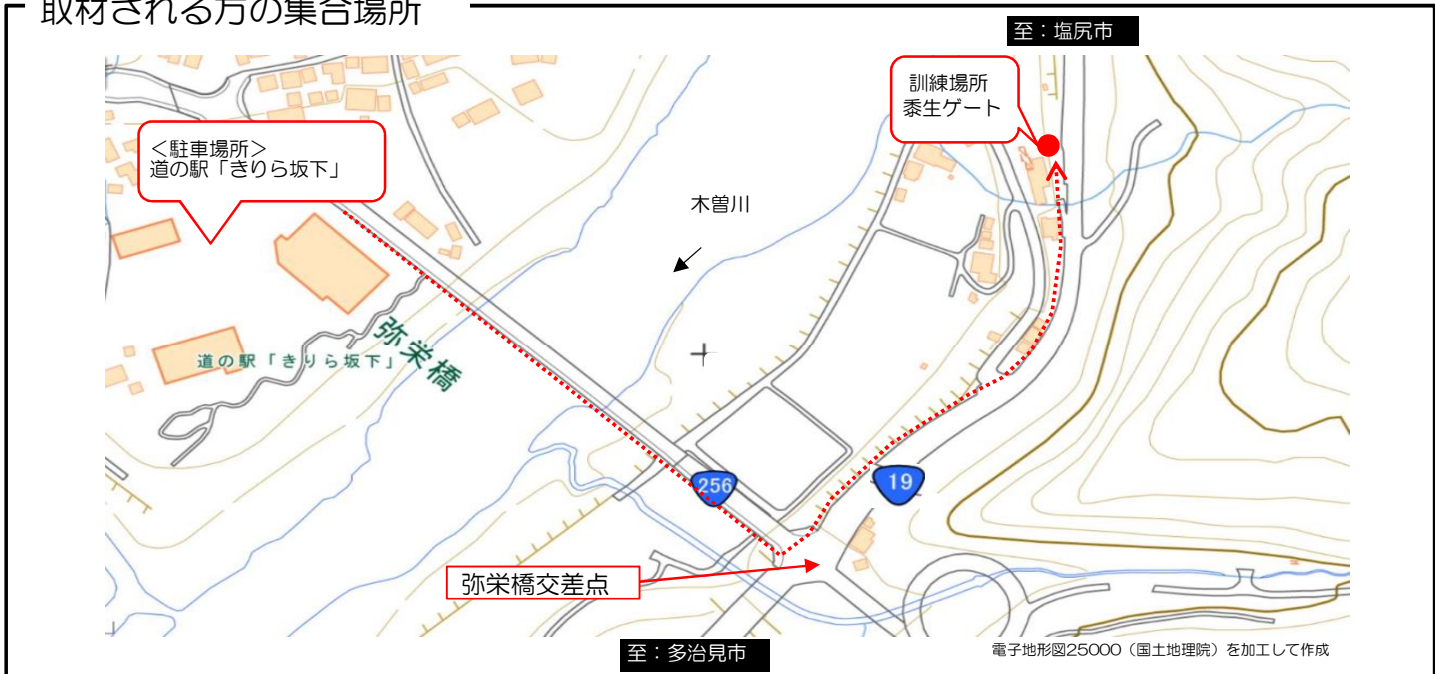 取材される方の集合場所
至：塩尻市
訓練場所
黍生ゲート
＜駐車場所＞
道の駅「きりら坂下」
木曽川
弥栄橋
道の駅「きりら坂下」
256
19
弥栄橋交差点
至：多治見市
電子地形図25000（国土地理院）を加工して作成